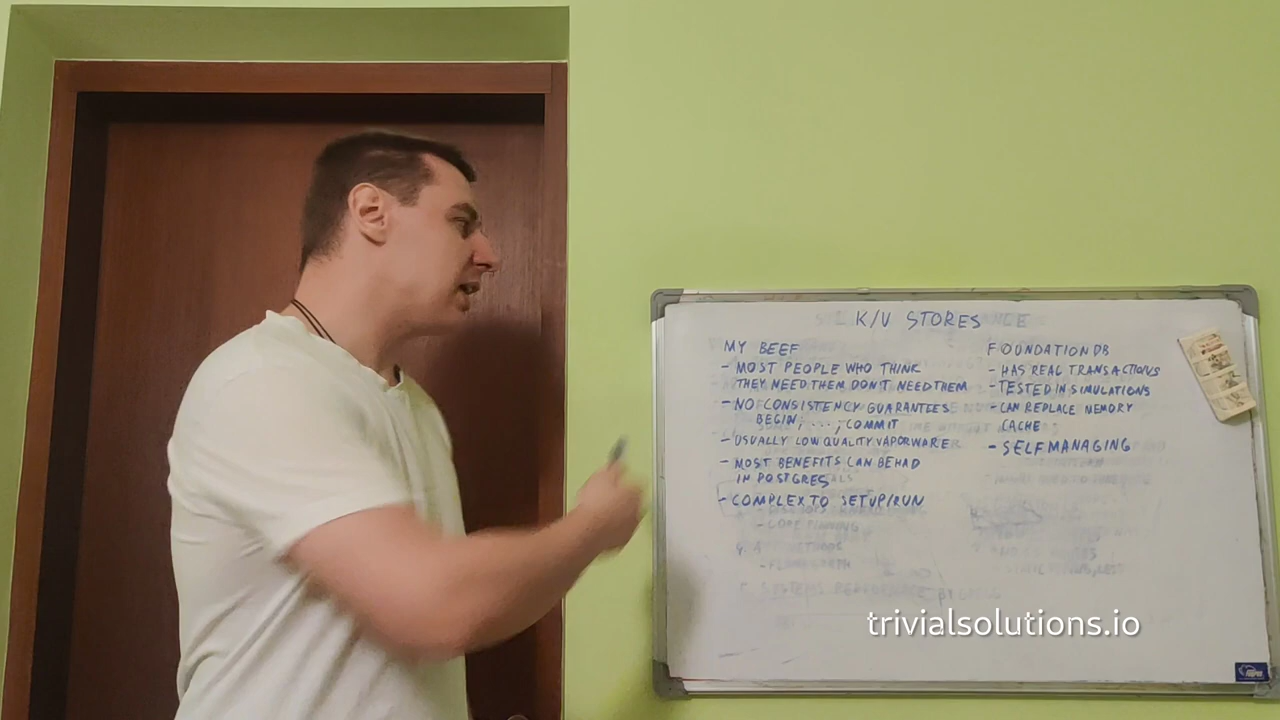 K/V STORES
MY BEEF
- MOST PEOPLE WHO THINK
THEY NEED THEM DON'T NEED THEM
- NO CONSISTENCY GUARANTEES
BEGIN; ...; COMMIT
- USUALLY LOW QUALITY VAPORWARE
- MOST BENEFITS CAN BE HAD
IN POSTGRES
- COMPLEX TO SETUP/RUN
FOUNDATION DB
- HAS REAL TRANSACTIONS
- TESTED IN SIMULATIONS
- CAN REPLACE MEMORY
CACHE
- SELF MANAGING
- CORE PINNING
trivialsolutions.io